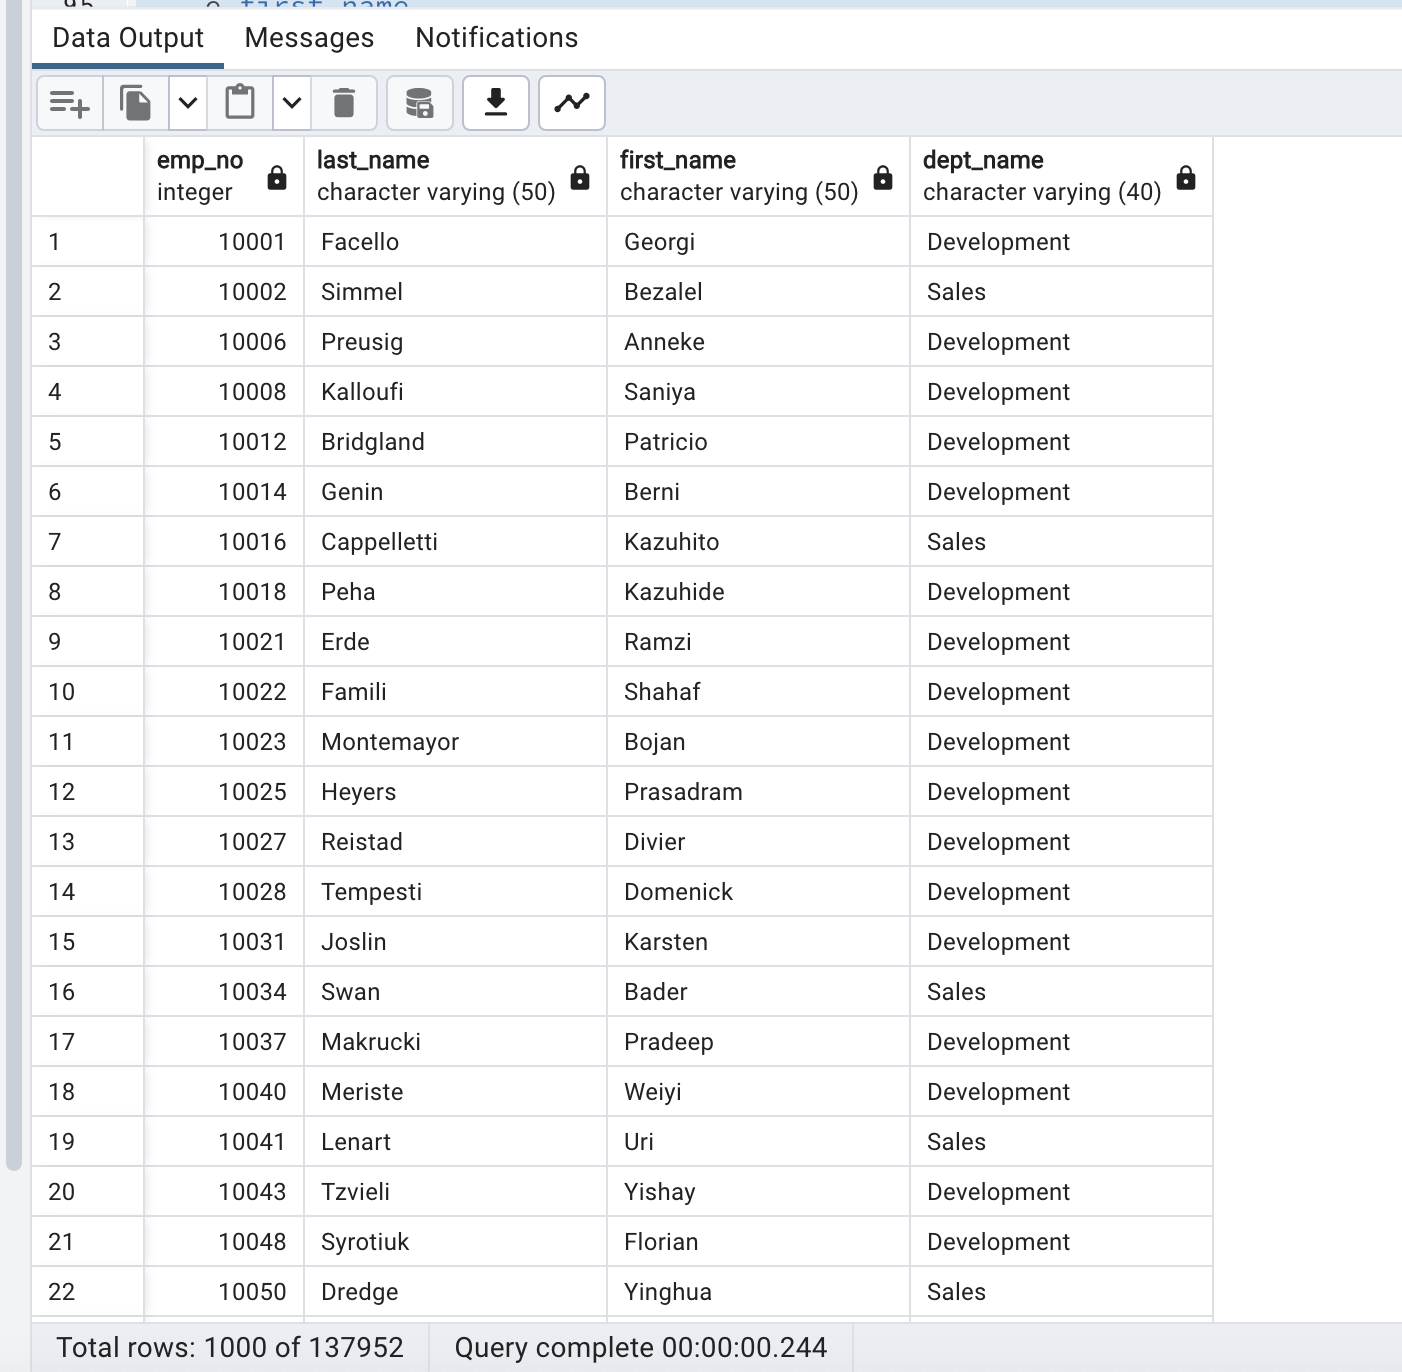 first_name
Data Output Messages Notifications
emp_no last_name first_name dept_name
integer character varying (50) character varying (50) character varying (40)
1 10001 Facello Georgi Development
2 10002 Simmel Bezalel Sales
3 10006 Preusig Anneke Development
4 10008 Kalloufi Saniya Development
5 10012 Bridgland Patricio Development
6 10014 Genin Berni Development
7 10016 Cappelletti Kazuhito Sales
8 10018 Peha Kazuhide Development
9 10021 Erde Ramzi Development
10 10022 Famili Shahaf Development
11 10023 Montemayor Bojan Development
12 10025 Heyers Prasadram Development
13 10027 Reistad Divier Development
14 10028 Tempesti Domenick Development
15 10031 Joslin Karsten Development
16 10034 Swan Bader Sales
17 10037 Makrucki Pradeep Development
18 10040 Meriste Weiyi Development
19 10041 Lenart Uri Sales
20 10043 Tzvieli Yishay Development
21 10048 Syrotiuk Florian Development
22 10050 Dredge Yinghua Sales
Total rows: 1000 of 137952 Query complete 00:00:00.244